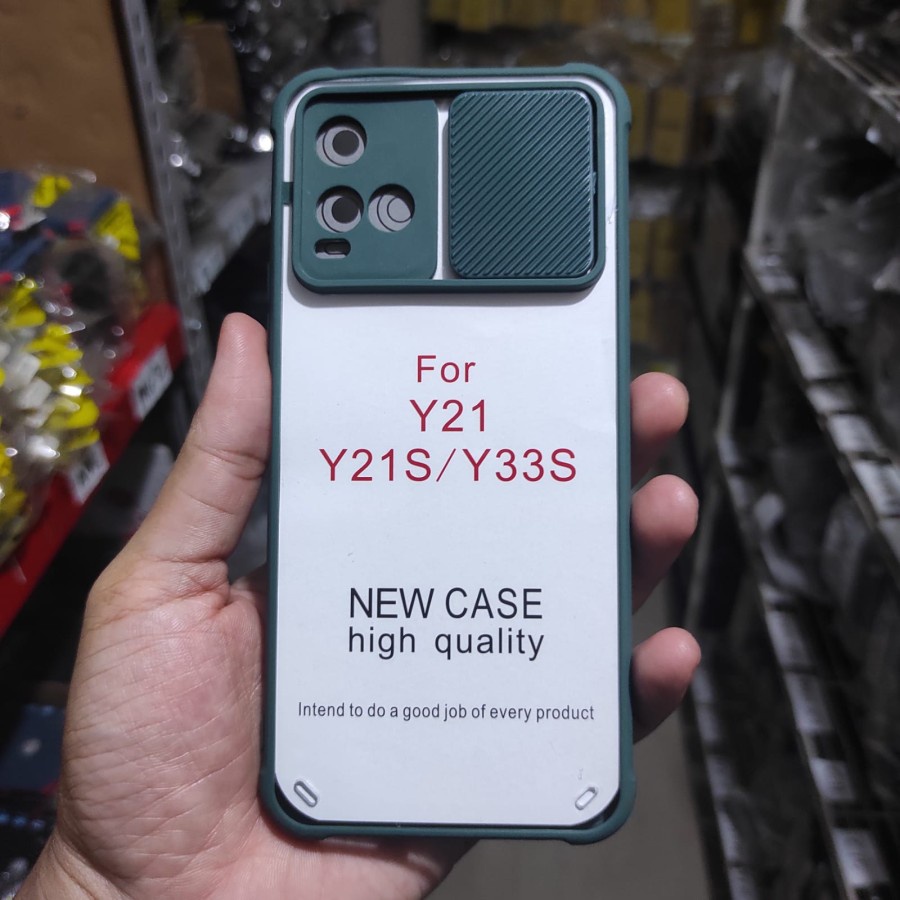 For
Y21
Y21S/Y33S
NEW CASE
high quality
Intend to do a good job of every product